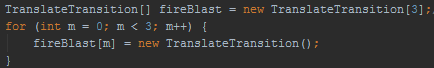 TranslateTransition[] fireBlast = new TranslateTransition[3];
for (int m = 0; m < 3; m++) {
fireBlast[m] = new TranslateTransition();
}